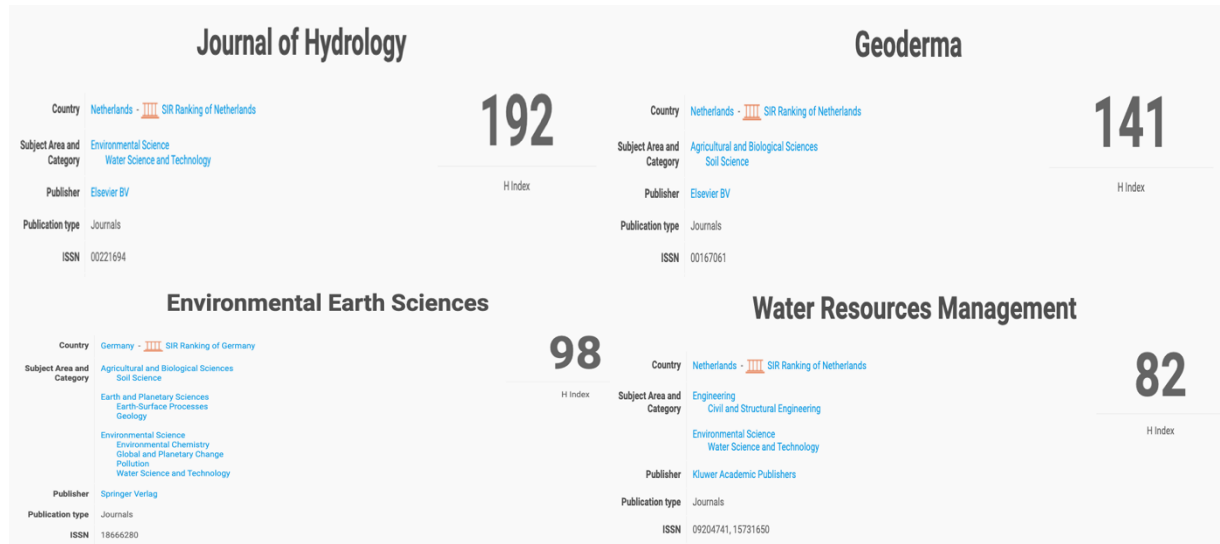 Journal of Hydrology
Country Netherlands - SIR Ranking of Netherlands
192
H Index
Subject Area and Category Environmental Science
Water Science and Technology
Publisher Elsevier BV
Publication type Journals
ISSN 00221694
Geoderma
Country Netherlands - SIR Ranking of Netherlands
141
H Index
Subject Area and Category Agricultural and Biological Sciences
Soil Science
Publisher Elsevier BV
Publication type Journals
ISSN 00167061
Environmental Earth Sciences
Country Germany - SIR Ranking of Germany
98
H Index
Subject Area and Category Agricultural and Biological Sciences
Soil Science
Earth and Planetary Sciences
Earth-Surface Processes
Geology
Environmental Science
Environmental Chemistry
Global and Planetary Change
Pollution
Water Science and Technology
Publisher Springer Verlag
Publication type Journals
ISSN 18666280
Water Resources Management
Country Netherlands - SIR Ranking of Netherlands
82
H Index
Subject Area and Category Engineering
Civil and Structural Engineering
Environmental Science
Water Science and Technology
Publisher Kluwer Academic Publishers
Publication type Journals
ISSN 09204741, 15731650